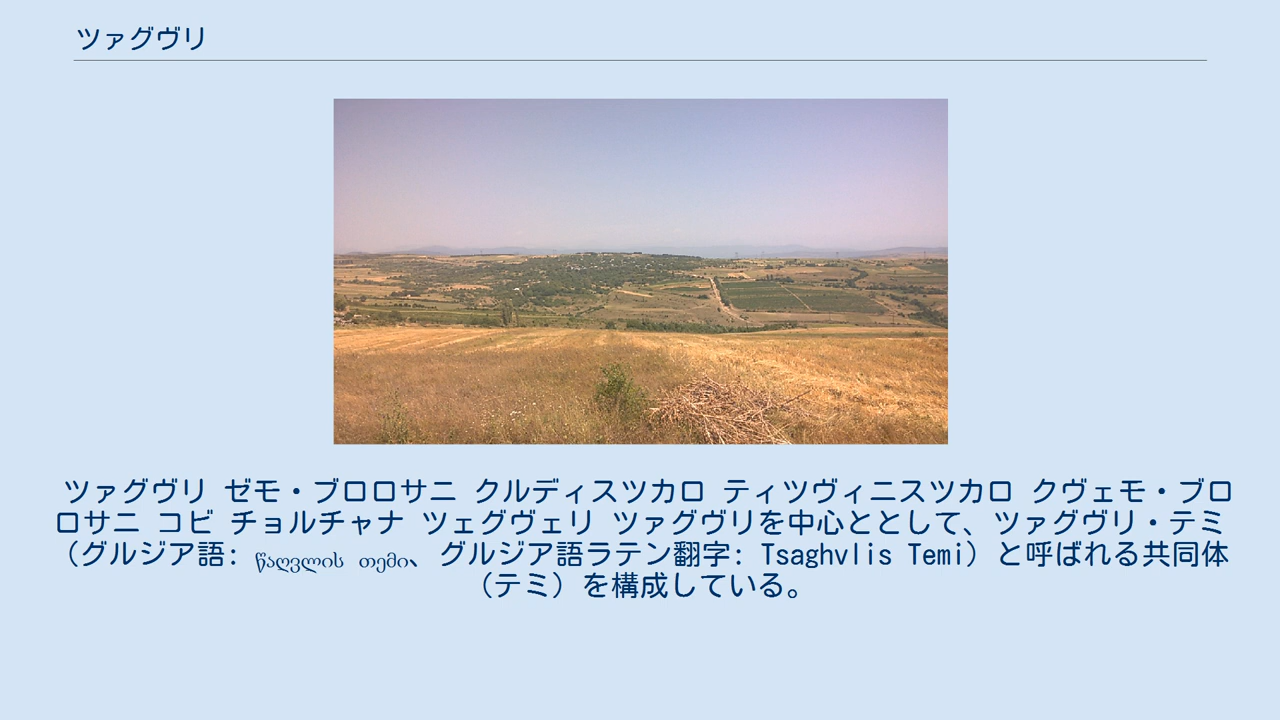 ツァグヴリ
ツァグヴリ ゼモ・ブロロサニ クルディスツカロ ティツヴィニスツカロ クヴェモ・ブロ
ロサニ コビ チョルチャナ ツェグヴェリ ツァグヴリを中心ととして、ツァグヴリ・テミ
（グルジア語: წაღვლის თემი、 グルジア語ラテン翻字: Tsaghvlis Temi）と呼ばれる共同体
（テミ）を構成している。